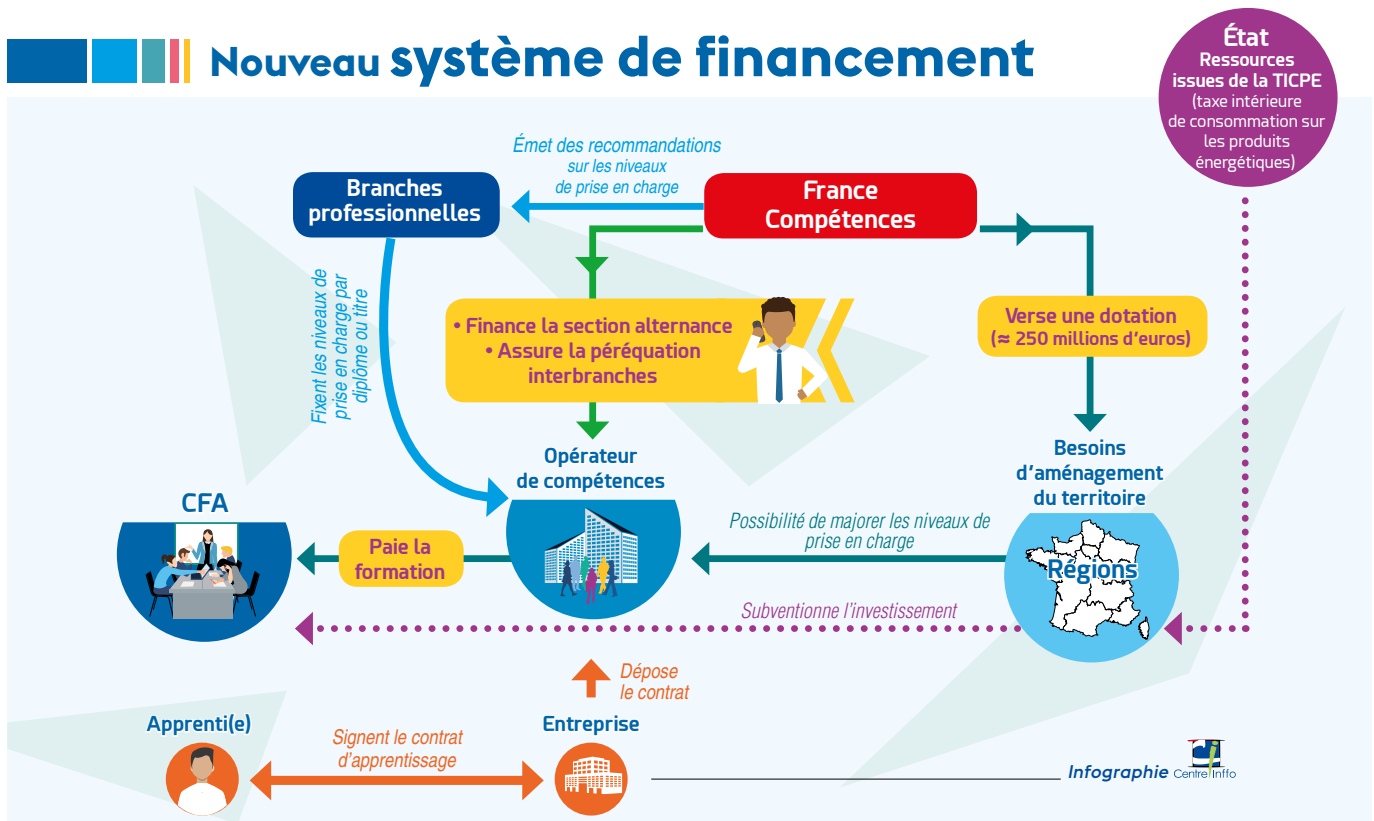 Nouveau système de financement
État
Ressources
issues de la TICPE
(taxe intérieure
de consommation sur
les produits
énergétiques)
Émet des recommandations
sur les niveaux
de prise en charge
Branches
professionnelles
France
Compétences
Fixent les niveaux de
prise en charge par
diplôme ou titre
• Finance la section alternance
• Assure la péréquation
interbranches
Verse une dotation
(≈ 250 millions d'euros)
Opérateur
de compétences
Besoins
d'aménagement
du territoire
CFA
Paie la
formation
Possibilité de majorer les niveaux de
prise en charge
Régions
Subventionne l'investissement
Dépose
le contrat
Apprenti(e)
Signent le contrat
d'apprentissage
Entreprise
Infographie Centre Inffo